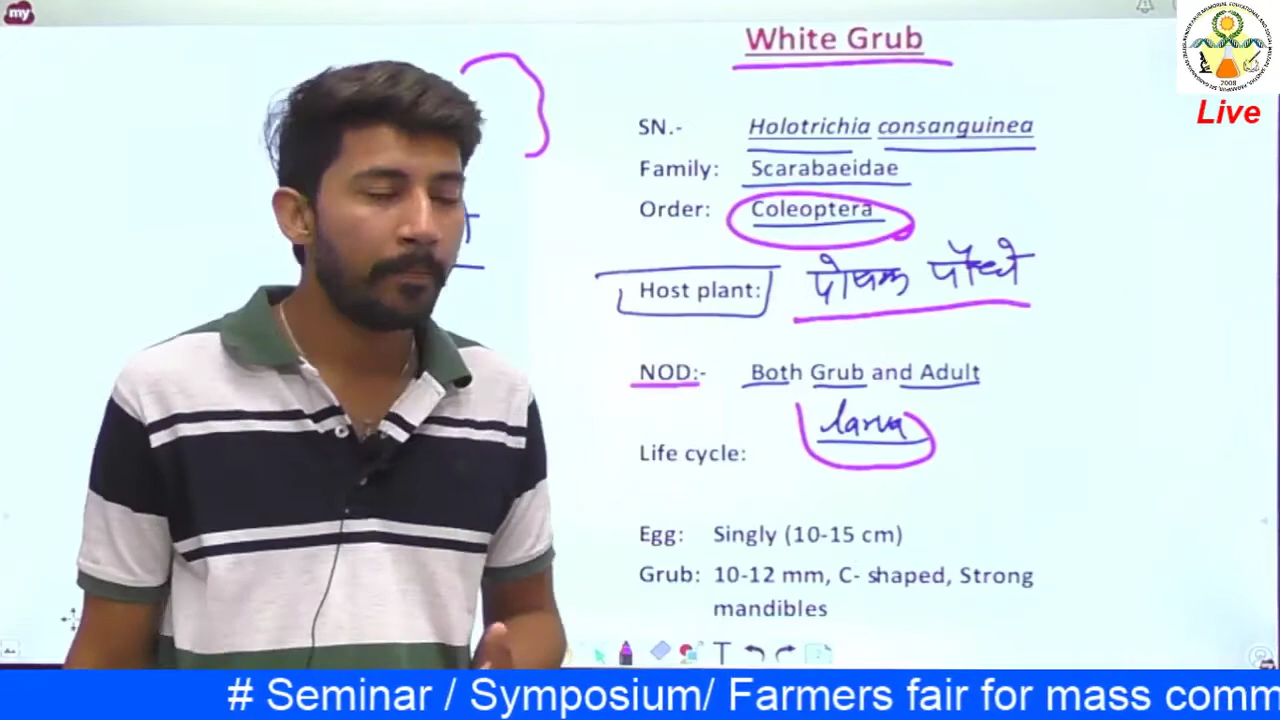 my
White Grub
Live
SN.- Holotrichia consanguinea
Family: Scarabaeidae
Order: Coleoptera
Host plant: पोषक पौधे
NOD:- Both Grub and Adult
larva
Life cycle:
Egg: Singly (10-15 cm)
Grub: 10-12 mm, C- shaped, Strong
mandibles
T
2008
# Seminar / Symposium/ Farmers fair for mass comm